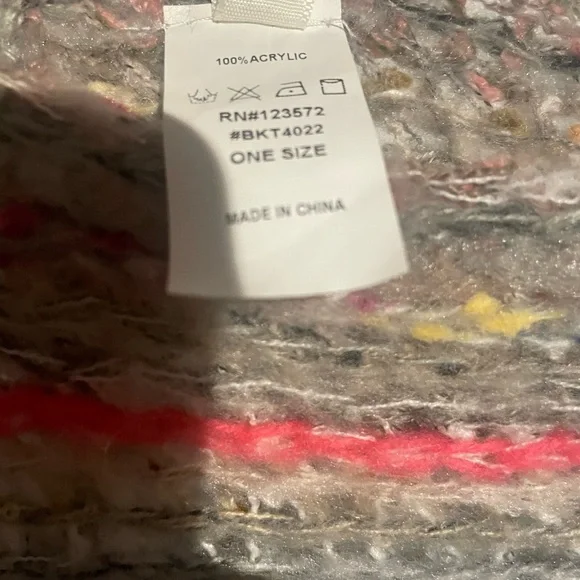 100% ACRYLIC
RN#123572
#BKT4022
ONE SIZE
MADE IN CHINA